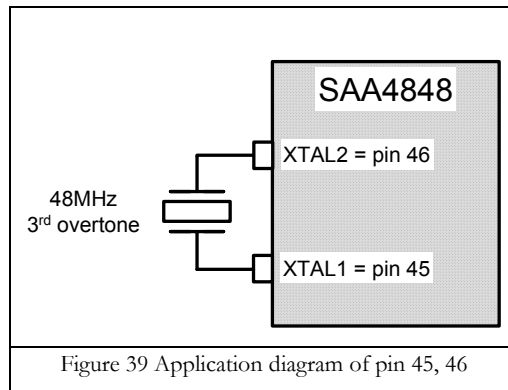 SAA4848
XTAL2 = pin 46
48MHz
3rd overtone
XTAL1 = pin 45
Figure 39 Application diagram of pin 45, 46